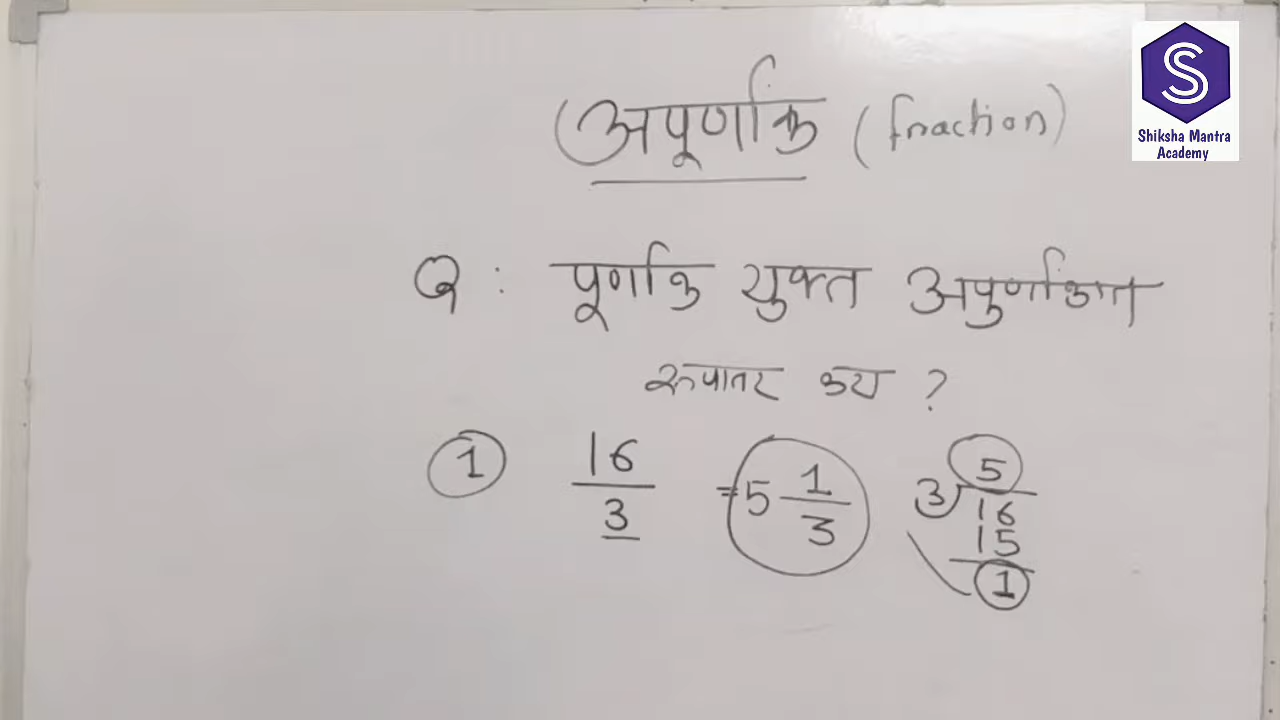 अपूर्णांक (fraction)
Shiksha Mantra
Academy
Q : पूर्णांक युक्त अपुर्णांकात
रुपातर करा ?
1 16/3 = 5 1/3
5
3 16
15
1